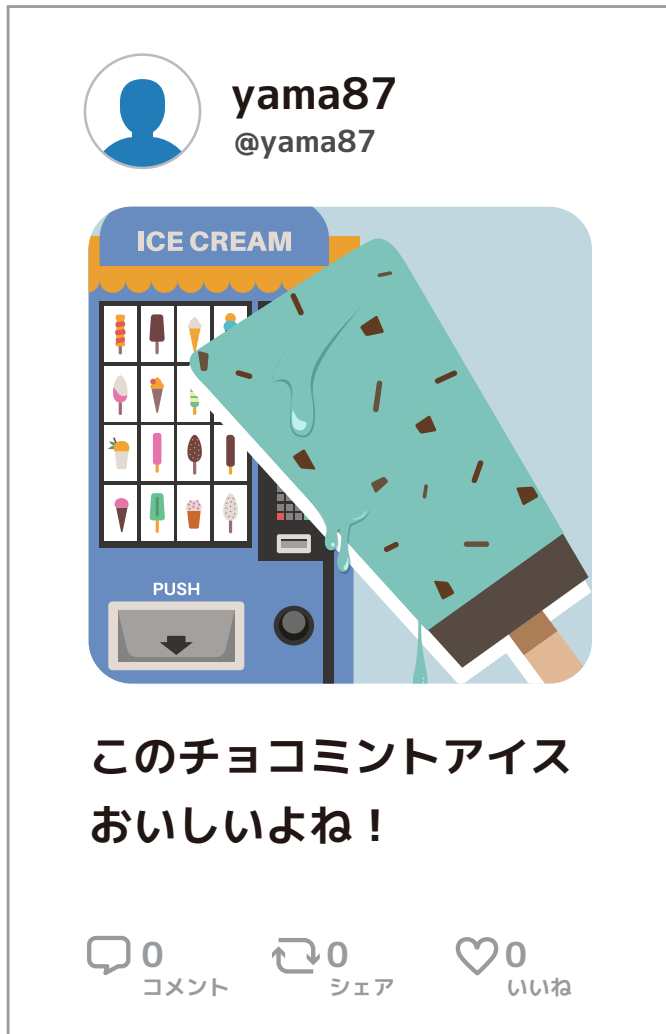 yama87
@yama87
ICE CREAM
PUSH
このチョコミントアイス
おいしいよね！
0
コメント
0
シェア
0
いいね